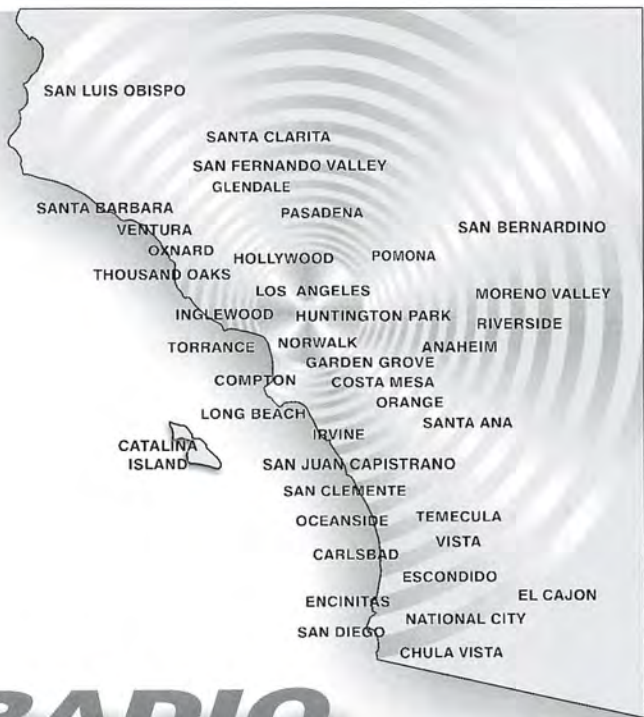 SAN LUIS OBISPO
SANTA CLARITA
SAN FERNANDO VALLEY
GLENDALE
SANTA BARBARA
PASADENA
VENTURA
SAN BERNARDINO
OXNARD
HOLLYWOOD
POMONA
THOUSAND OAKS
LOS ANGELES
MORENO VALLEY
INGLEWOOD
HUNTINGTON PARK
RIVERSIDE
TORRANCE
NORWALK
ANAHEIM
GARDEN GROVE
COMPTON
COSTA MESA
ORANGE
LONG BEACH
SANTA ANA
IRVINE
CATALINA
ISLAND
SAN JUAN CAPISTRANO
SAN CLEMENTE
OCEANSIDE
TEMECULA
VISTA
CARLSBAD
ESCONDIDO
EL CAJON
ENCINITAS
NATIONAL CITY
SAN DIEGO
CHULA VISTA
RADIO